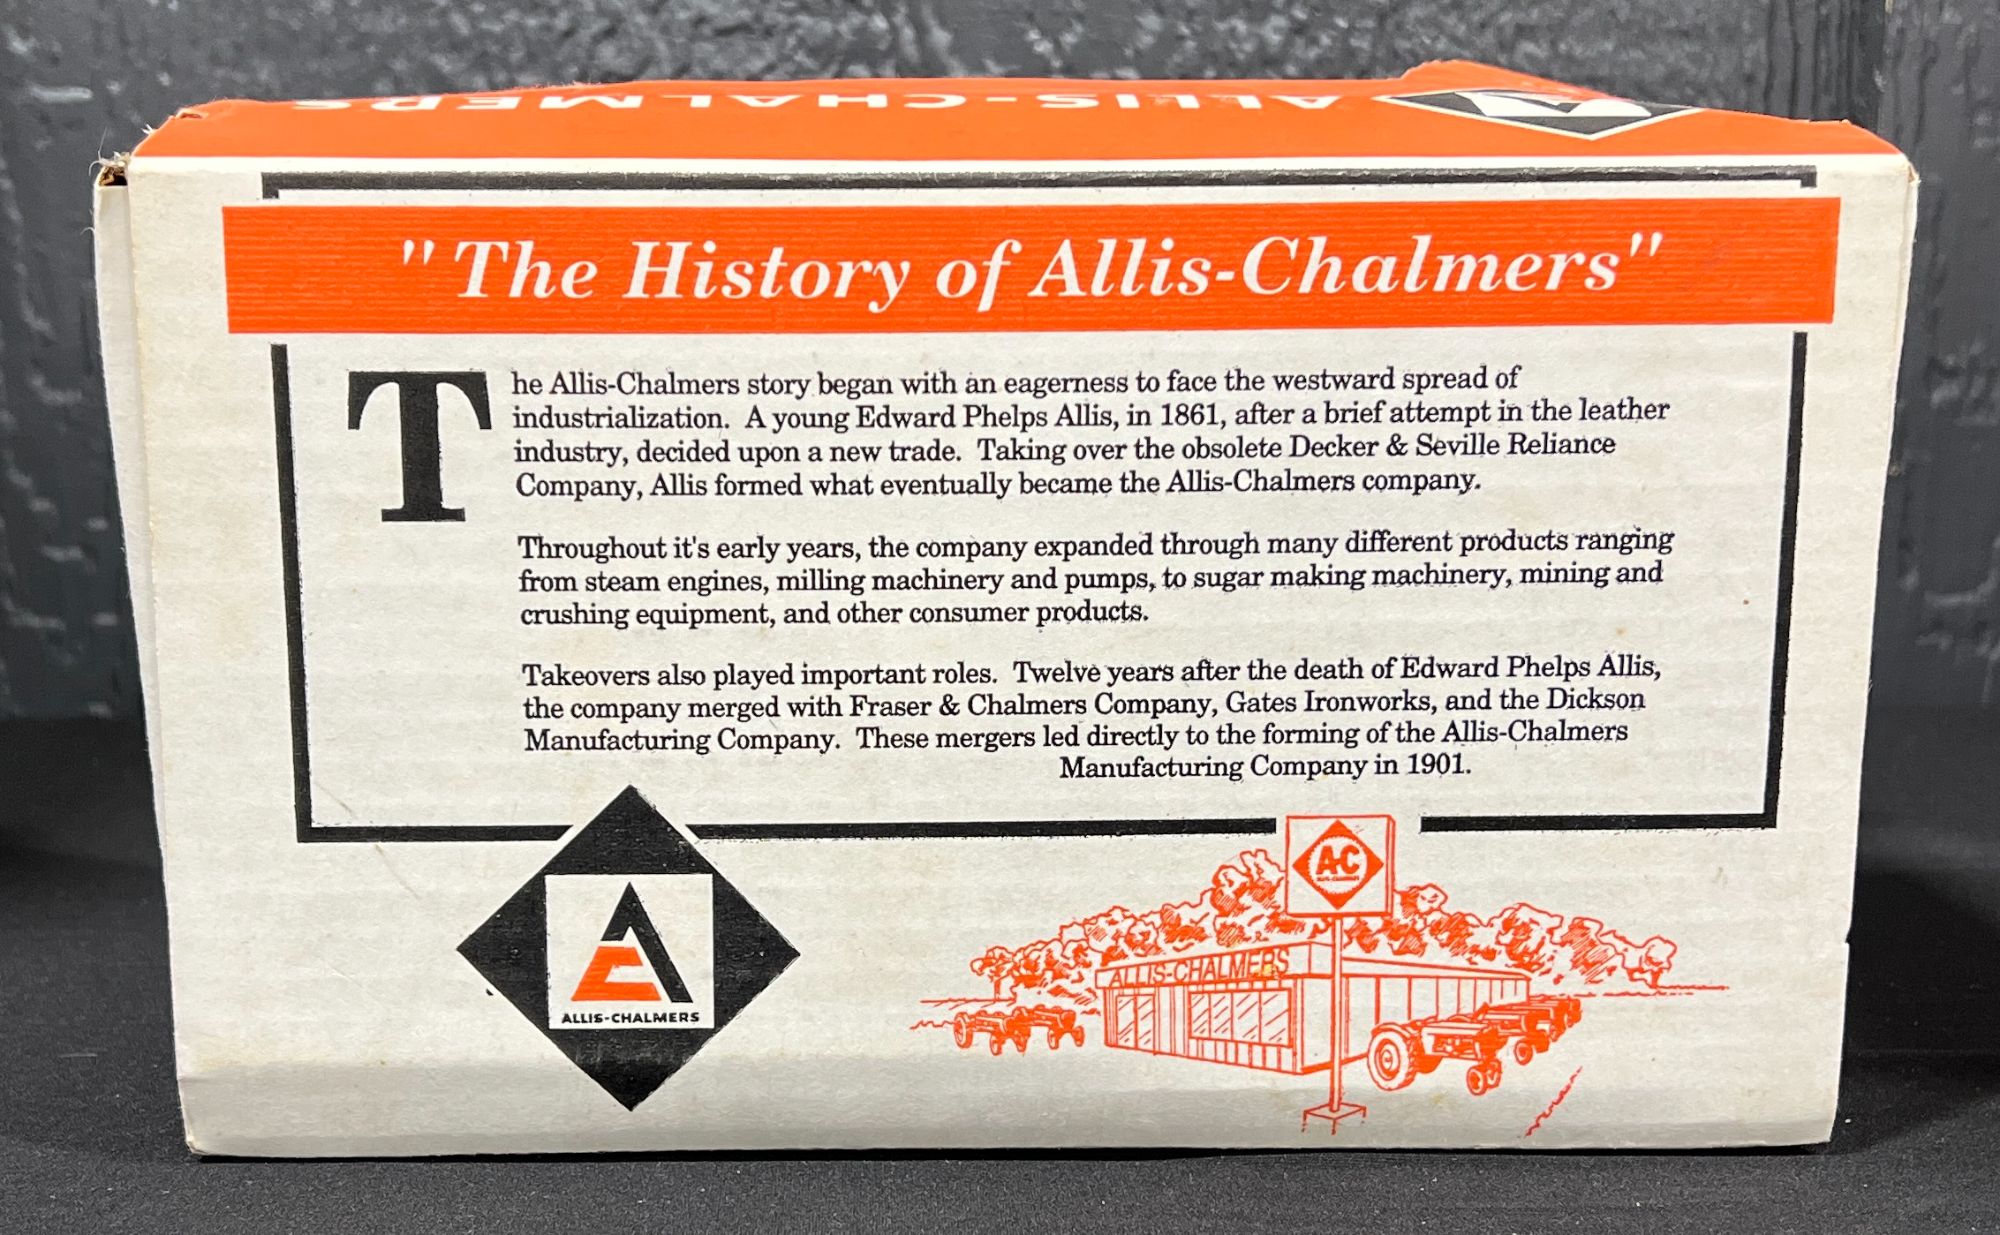 ALLIS-CHALMERS
"The History of Allis-Chalmers"
The Allis-Chalmers story began with an eagerness to face the westward spread of
industrialization. A young Edward Phelps Allis, in 1861, after a brief attempt in the leather
industry, decided upon a new trade. Taking over the obsolete Decker & Seville Reliance
Company, Allis formed what eventually became the Allis-Chalmers company.
Throughout it's early years, the company expanded through many different products ranging
from steam engines, milling machinery and pumps, to sugar making machinery, mining and
crushing equipment, and other consumer products.
Takeovers also played important roles. Twelve years after the death of Edward Phelps Allis,
the company merged with Fraser & Chalmers Company, Gates Ironworks, and the Dickson
Manufacturing Company. These mergers led directly to the forming of the Allis-Chalmers
Manufacturing Company in 1901.
A
ALLIS-CHALMERS
A-C
ALLIS-CHALMERS